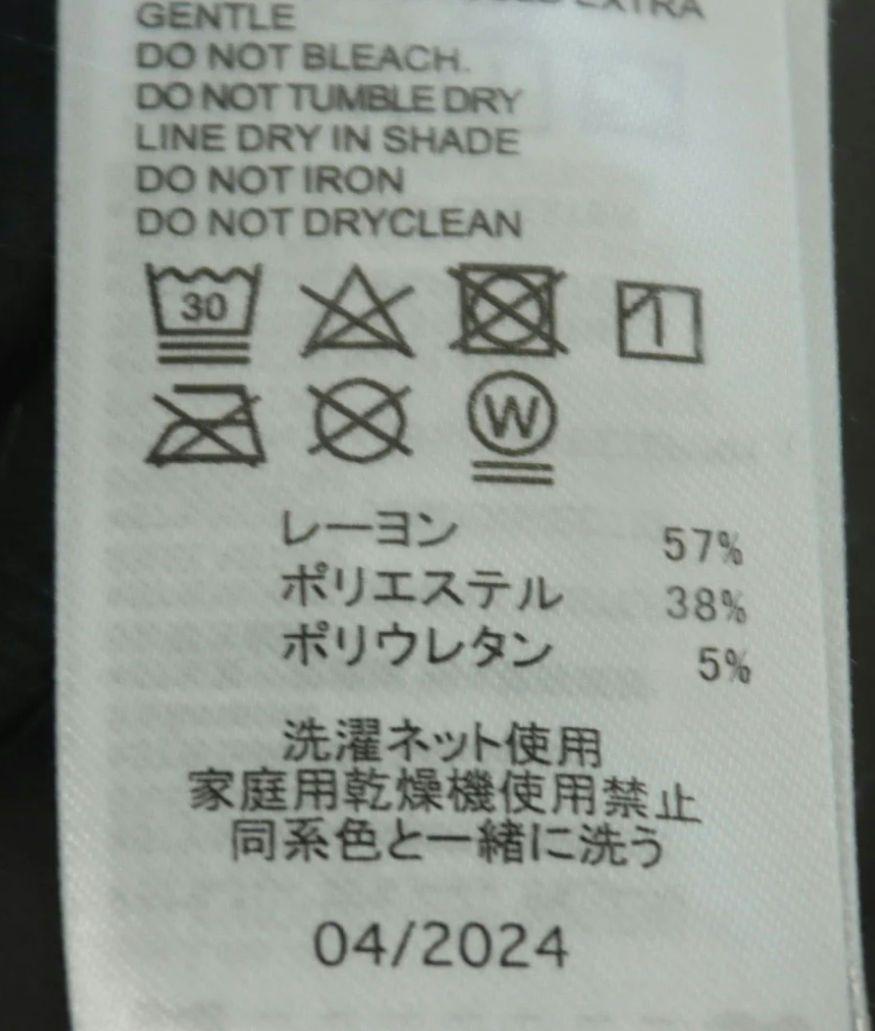 EXTRA
GENTLE
DO NOT BLEACH.
DO NOT TUMBLE DRY
LINE DRY IN SHADE
DO NOT IRON
DO NOT DRYCLEAN
30
W
レーヨン 57%
ポリエステル 38%
ポリウレタン 5%
洗濯ネット使用
家庭用乾燥機使用禁止
同系色と一緒に洗う
04/2024